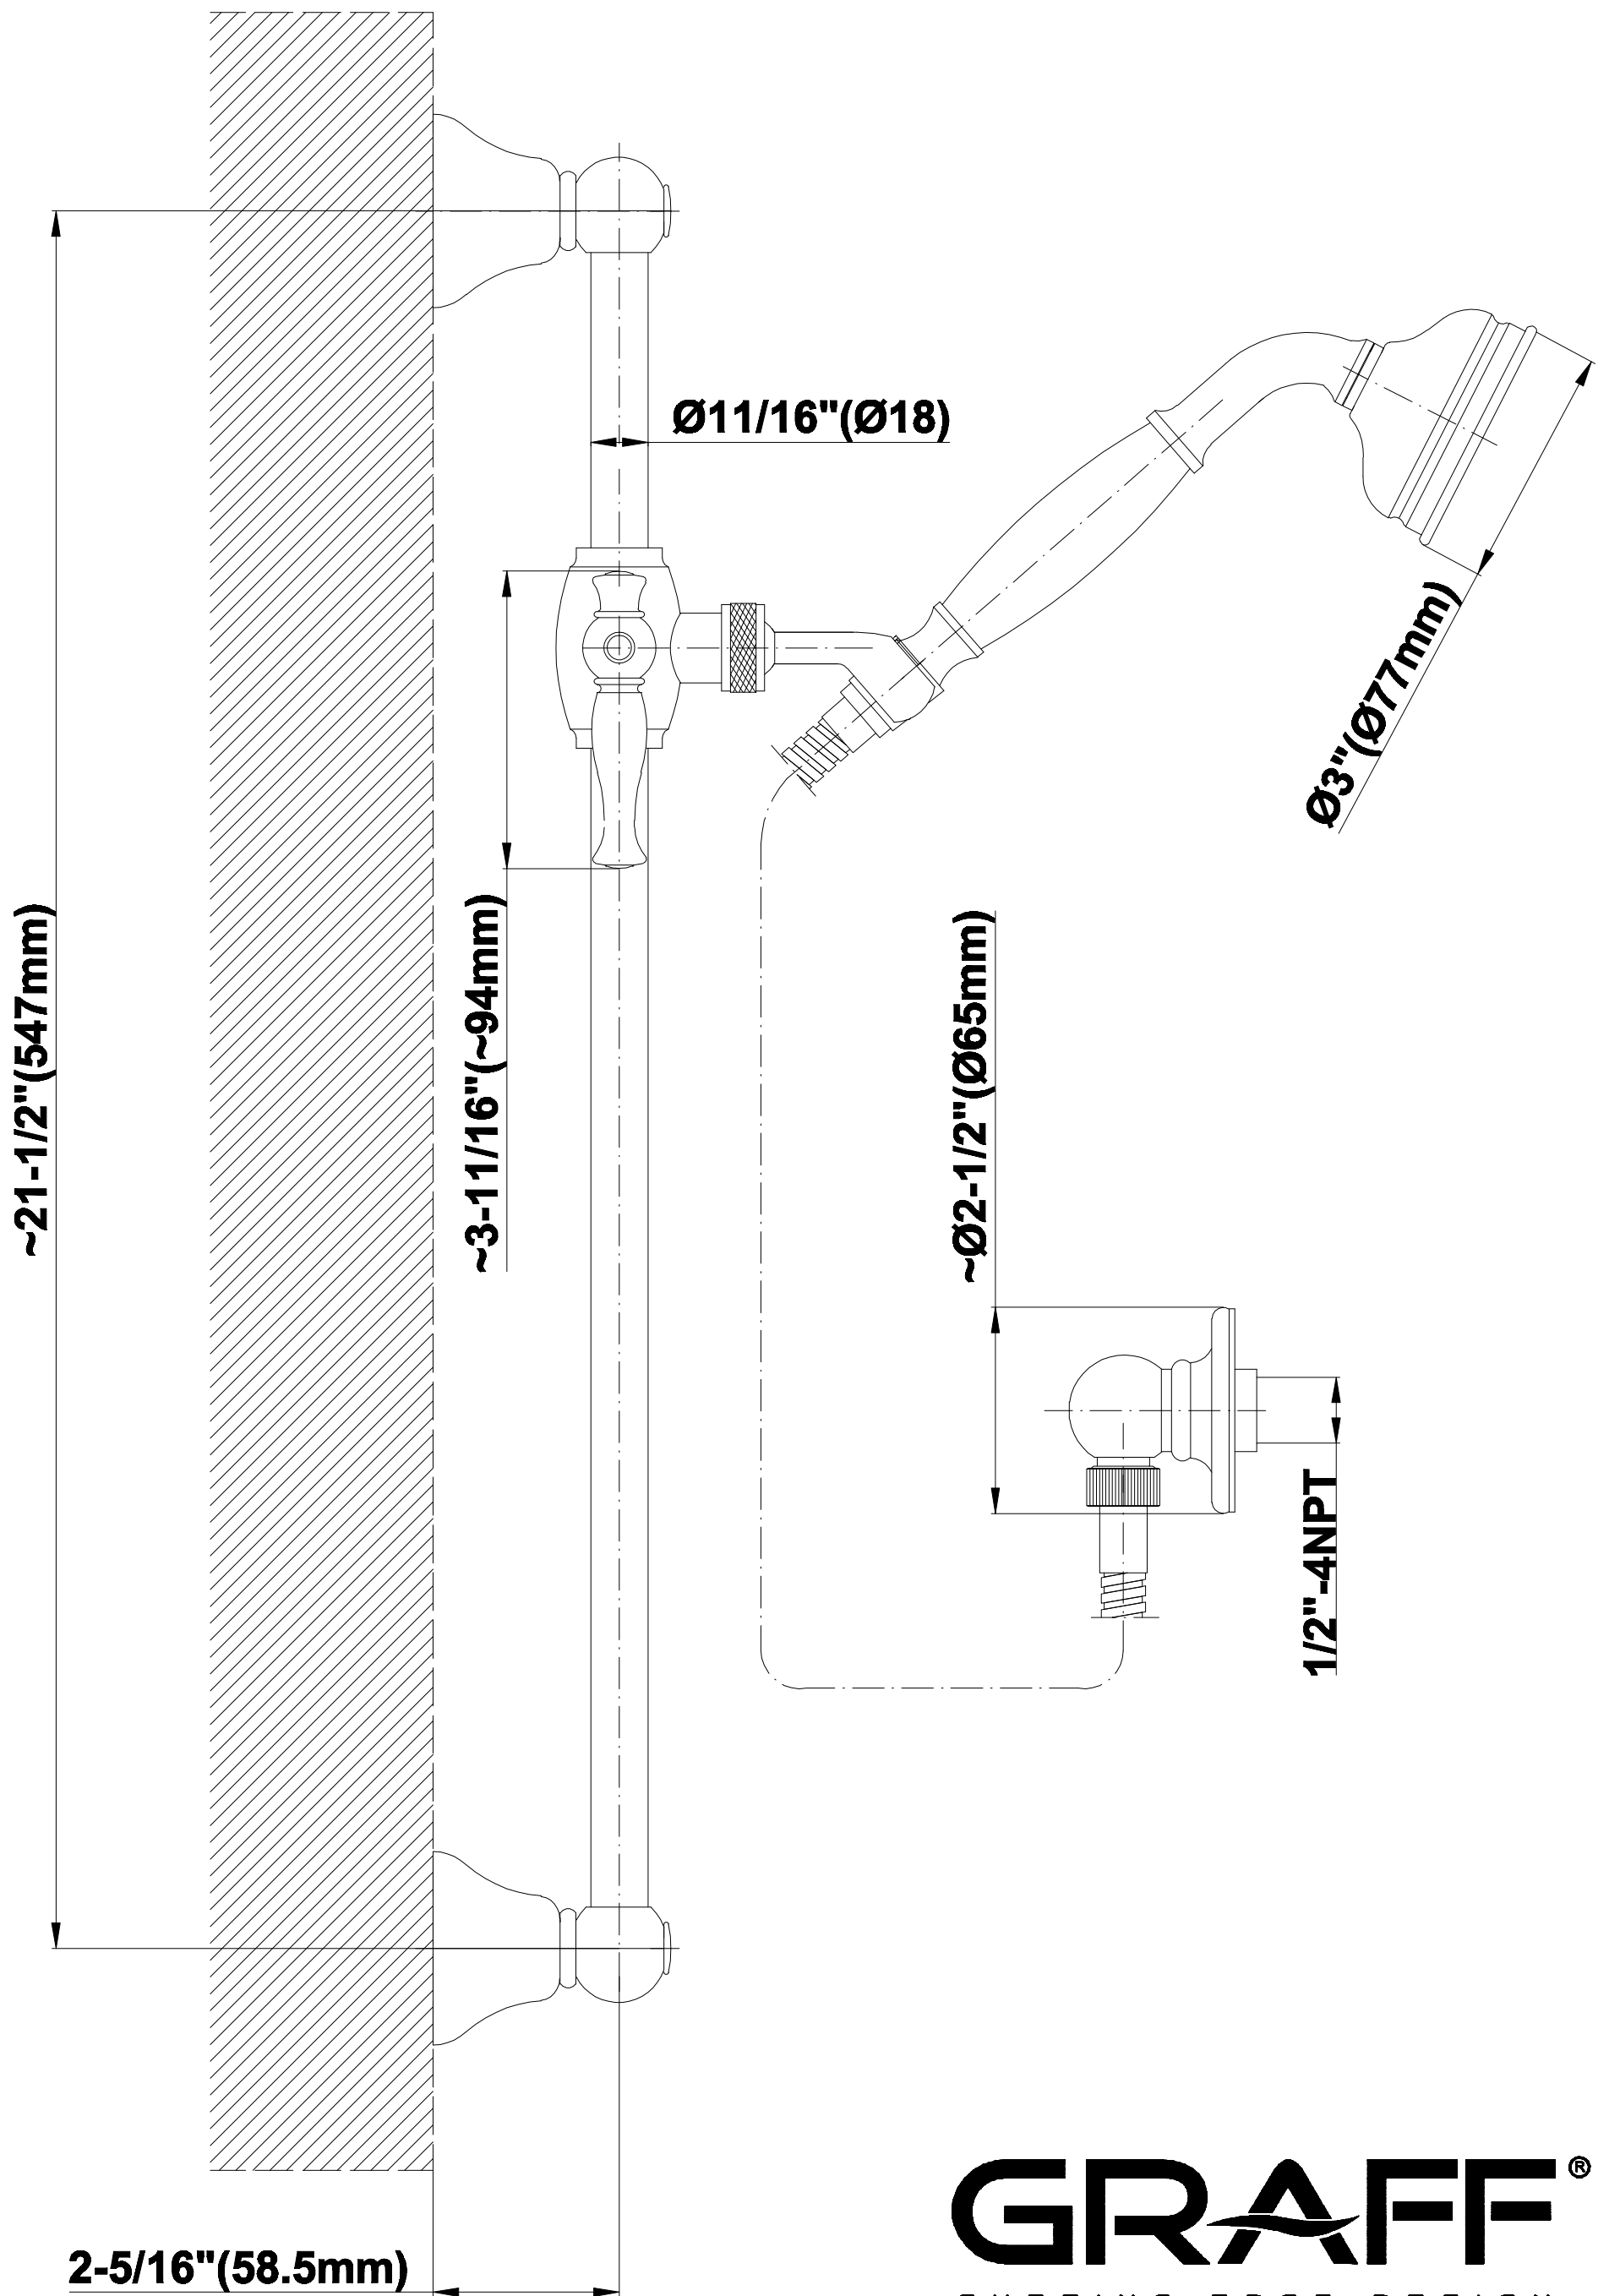 Ø11/16"(Ø18)
Ø3"(Ø77mm)
~21-1/2"(547mm)
~3-11/16"(~94mm)
~Ø2-1/2"(Ø65mm)
1/2"-4NPT
2-5/16"(58.5mm)
GRAFF®